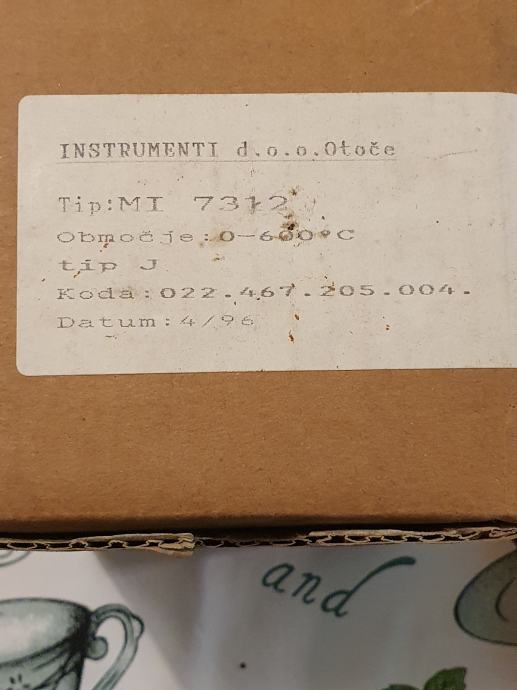 INSTRUMENTI d.o.o.Otoče
Tip:MI 7312
Območje:0-600°C
tip J
Koda:022.467.205.004.
Datum:4/96
and